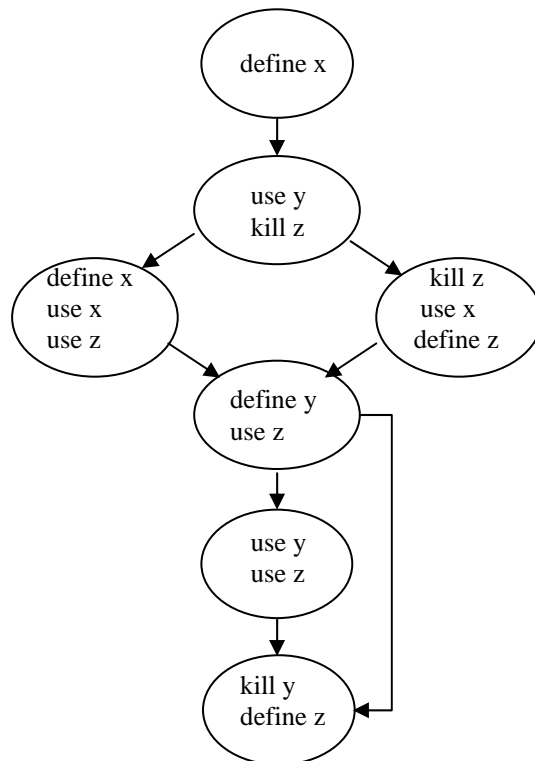 define x
use y
kill z
define x
use x
use z
kill z
use x
define z
define y
use z
use y
use z
kill y
define z